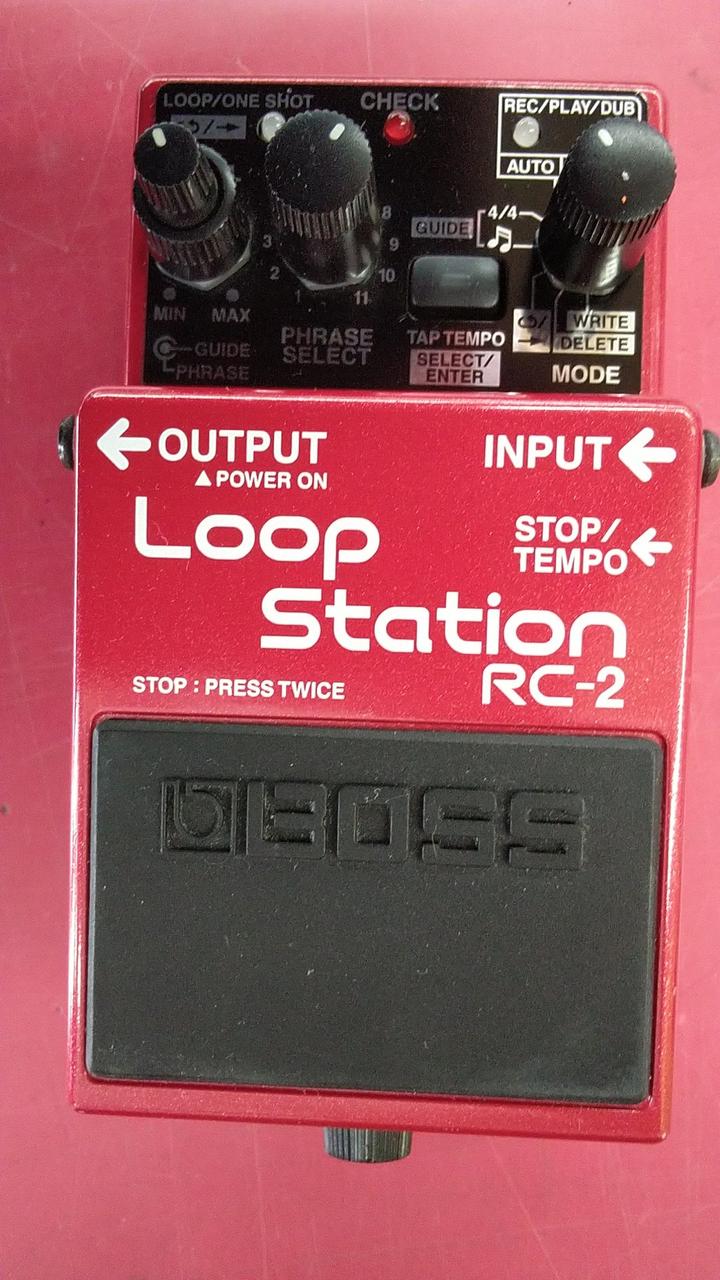 LOOP/ONE SHOT
CHECK
REC/PLAY/DUB
AUTO
4/4
GUIDE
8
3
9
2
10
1
11
MIN
MAX
PHRASE
SELECT
GUIDE
PHRASE
TAP TEMPO
SELECT/
ENTER
WRITE
DELETE
MODE
OUTPUT
INPUT
▲POWER ON
STOP/
TEMPO
Loop
Station
RC-2
STOP : PRESS TWICE
BOSS